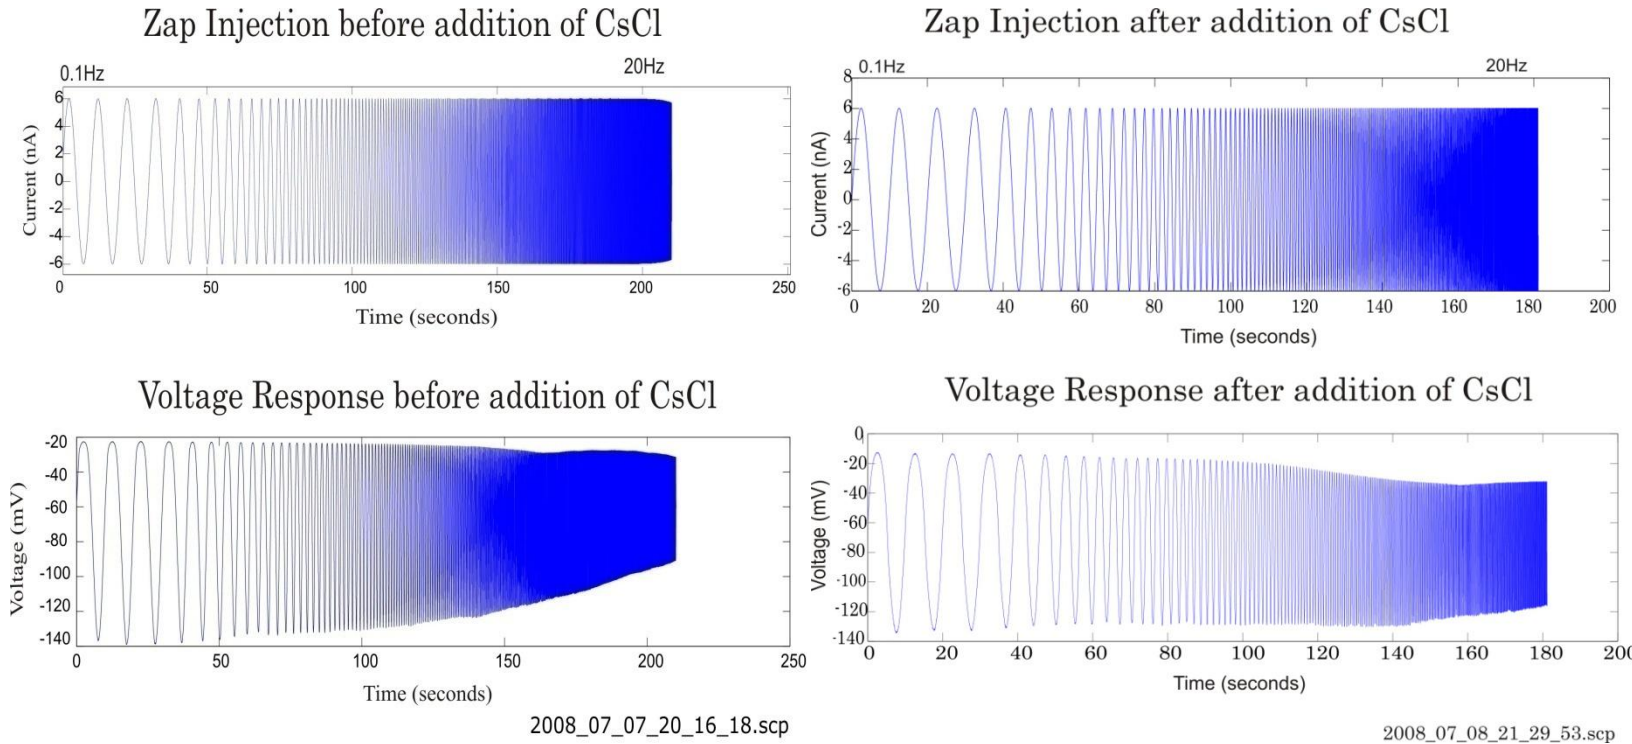 Zap Injection before addition of CsCl
0.1Hz
20Hz
6
4
2
0
-2
-4
-6
Current (nA)
0 50 100 150 200 250
Time (seconds)
Zap Injection after addition of CsCl
0.1Hz
20Hz
8
6
4
2
0
-2
-4
-6
Current (nA)
0 20 40 60 80 100 120 140 160 180 200
Time (seconds)
Voltage Response before addition of CsCl
-20
-40
-60
-80
-100
-120
-140
Voltage (mV)
0 50 100 150 200 250
Time (seconds)
2008_07_07_20_16_18.scp
Voltage Response after addition of CsCl
0
-20
-40
-60
-80
-100
-120
-140
Voltage (mV)
0 20 40 60 80 100 120 140 160 180 200
Time (seconds)
2008_07_08_21_29_53.scp